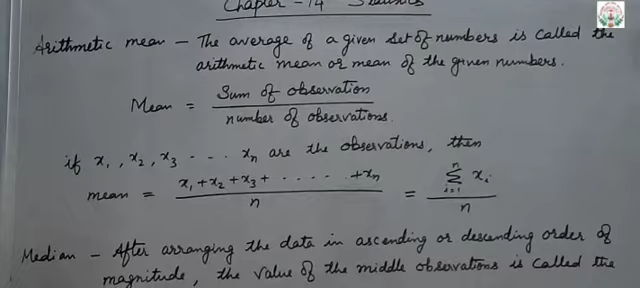 Chapter - 14 Statistics
Arithmetic mean - The average of a given set of numbers is called the
arithmetic mean or mean of the given numbers.
Mean = Sum of observation / number of observations.
if x₁, x₂, x₃ - - - xₙ are the observations, then
mean = x₁+x₂+x₃+ . . . . . +xₙ / n = ∑ᵢ₌₁ⁿ xᵢ / n
Median - After arranging the data in ascending or descending order of
magnitude, the value of the middle observations is called the